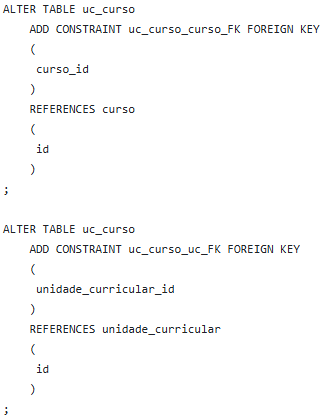 ALTER TABLE uc_curso
ADD CONSTRAINT uc_curso_curso_FK FOREIGN KEY
(
curso_id
)
REFERENCES curso
(
id
)
;
ALTER TABLE uc_curso
ADD CONSTRAINT uc_curso_uc_FK FOREIGN KEY
(
unidade_curricular_id
)
REFERENCES unidade_curricular
(
id
)
;